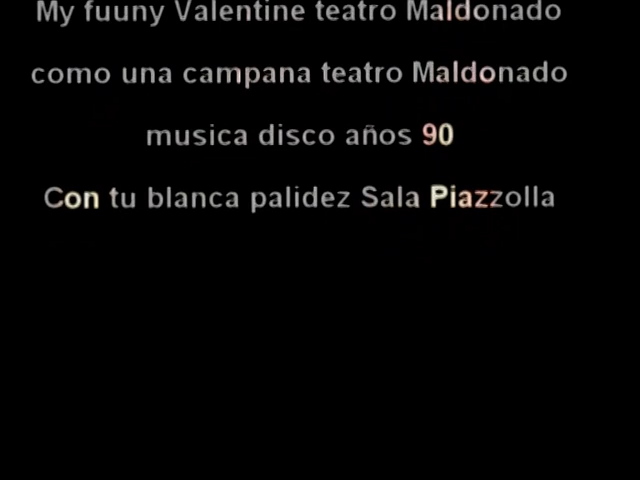 My fuuny Valentine teatro Maldonado
como una campana teatro Maldonado
musica disco años 90
Con tu blanca palidez Sala Piazzolla